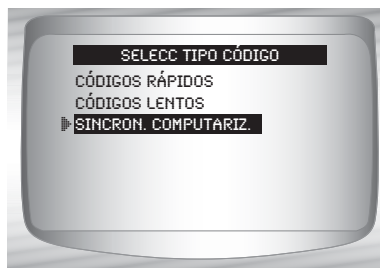 SELECC TIPO CÓDIGO
CÓDIGOS RÁPIDOS
CÓDIGOS LENTOS
SINCRON. COMPUTARIZ.